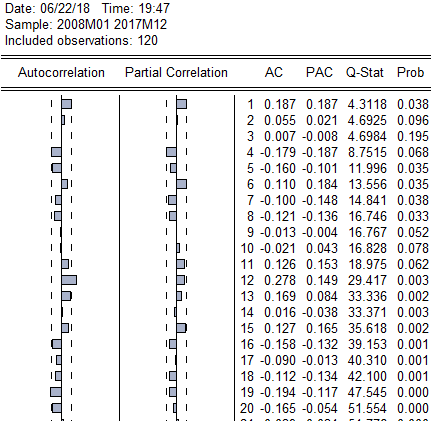 Date: 06/22/18 Time: 19:47
Sample: 2008M01 2017M12
Included observations: 120
Autocorrelation Partial Correlation AC PAC Q-Stat Prob
1 0.187 0.187 4.3118 0.038
2 0.055 0.021 4.6925 0.096
3 0.007 -0.008 4.6984 0.195
4 -0.179 -0.187 8.7515 0.068
5 -0.160 -0.101 11.996 0.035
6 0.110 0.184 13.556 0.035
7 -0.100 -0.148 14.841 0.038
8 -0.121 -0.136 16.746 0.033
9 -0.013 -0.004 16.767 0.052
10 -0.021 0.043 16.828 0.078
11 0.126 0.153 18.975 0.062
12 0.278 0.149 29.417 0.003
13 0.169 0.084 33.336 0.002
14 0.016 -0.038 33.371 0.003
15 0.127 0.165 35.618 0.002
16 -0.158 -0.132 39.153 0.001
17 -0.090 -0.013 40.310 0.001
18 -0.112 -0.134 42.100 0.001
19 -0.194 -0.117 47.545 0.000
20 -0.165 -0.054 51.554 0.000